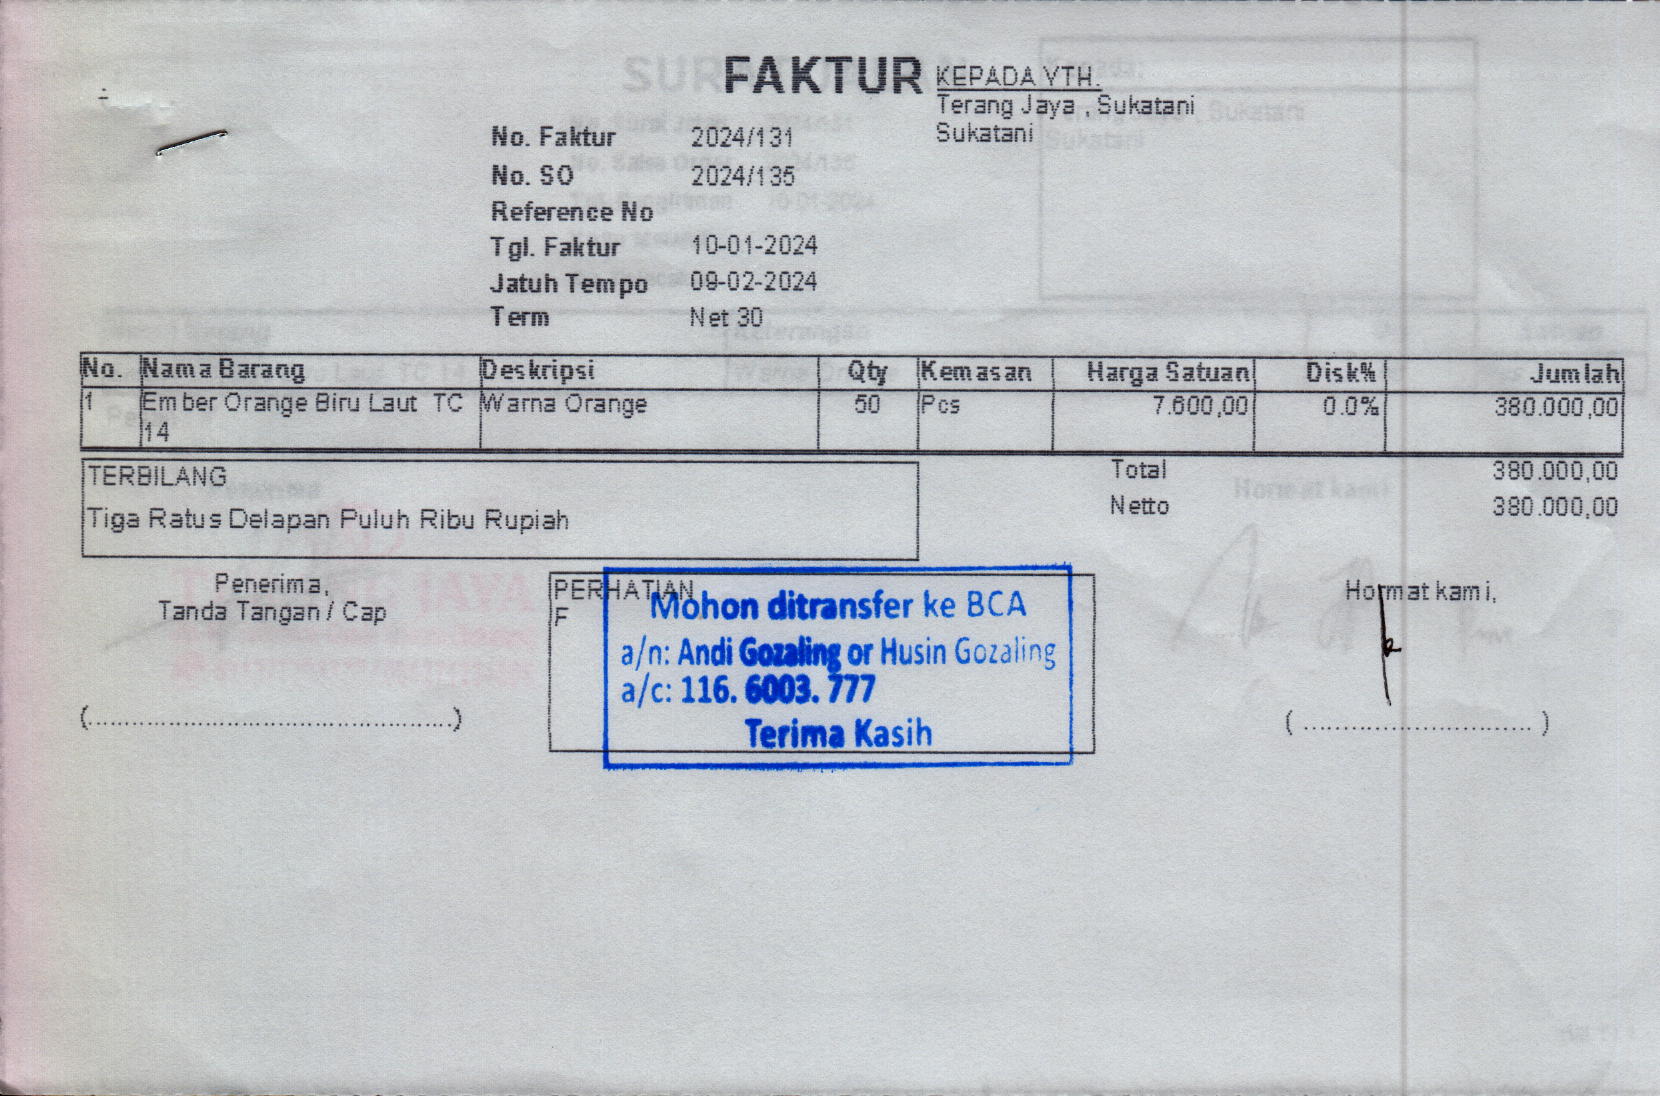 FAKTUR
KEPADA YTH.
Terang Jaya , Sukatani
Sukatani
No. Faktur 2024/131
No. SO 2024/135
Reference No
Tgl. Faktur 10-01-2024
Jatuh Tempo 09-02-2024
Term Net 30
No. Nama Barang Deskripsi Qty Kemasan Harga Satuan Disk% Jumlah
1 Ember Orange Biru Laut TC Warna Orange 50 Pcs 7.600,00 0.0% 380.000,00
14
TERBILANG
Tiga Ratus Delapan Puluh Ribu Rupiah
Total 380.000,00
Netto 380.000,00
Penerima,
Tanda Tangan / Cap
(................................................)
PERHATIAN
F
Mohon ditransfer ke BCA
a/n: Andi Gozaling or Husin Gozaling
a/c: 116. 6003. 777
Terima Kasih
Hormat kami,
( .............................. )